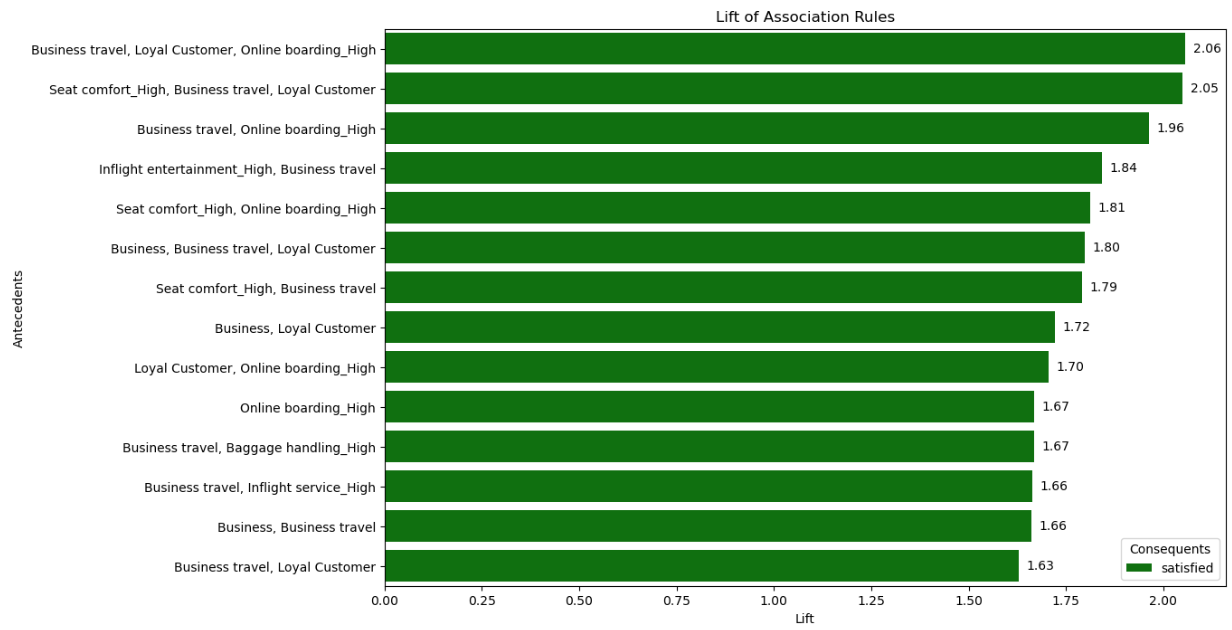 Lift of Association Rules
Business travel, Loyal Customer, Online boarding_High
2.06
Seat comfort_High, Business travel, Loyal Customer
2.05
Business travel, Online boarding_High
1.96
Inflight entertainment_High, Business travel
1.84
Seat comfort_High, Online boarding_High
1.81
Business, Business travel, Loyal Customer
1.80
Seat comfort_High, Business travel
1.79
Business, Loyal Customer
1.72
Loyal Customer, Online boarding_High
1.70
Online boarding_High
1.67
Business travel, Baggage handling_High
1.67
Business travel, Inflight service_High
1.66
Business, Business travel
1.66
Business travel, Loyal Customer
1.63
Antecedents
Consequents
satisfied
0.00 0.25 0.50 0.75 1.00 1.25 1.50 1.75 2.00
Lift